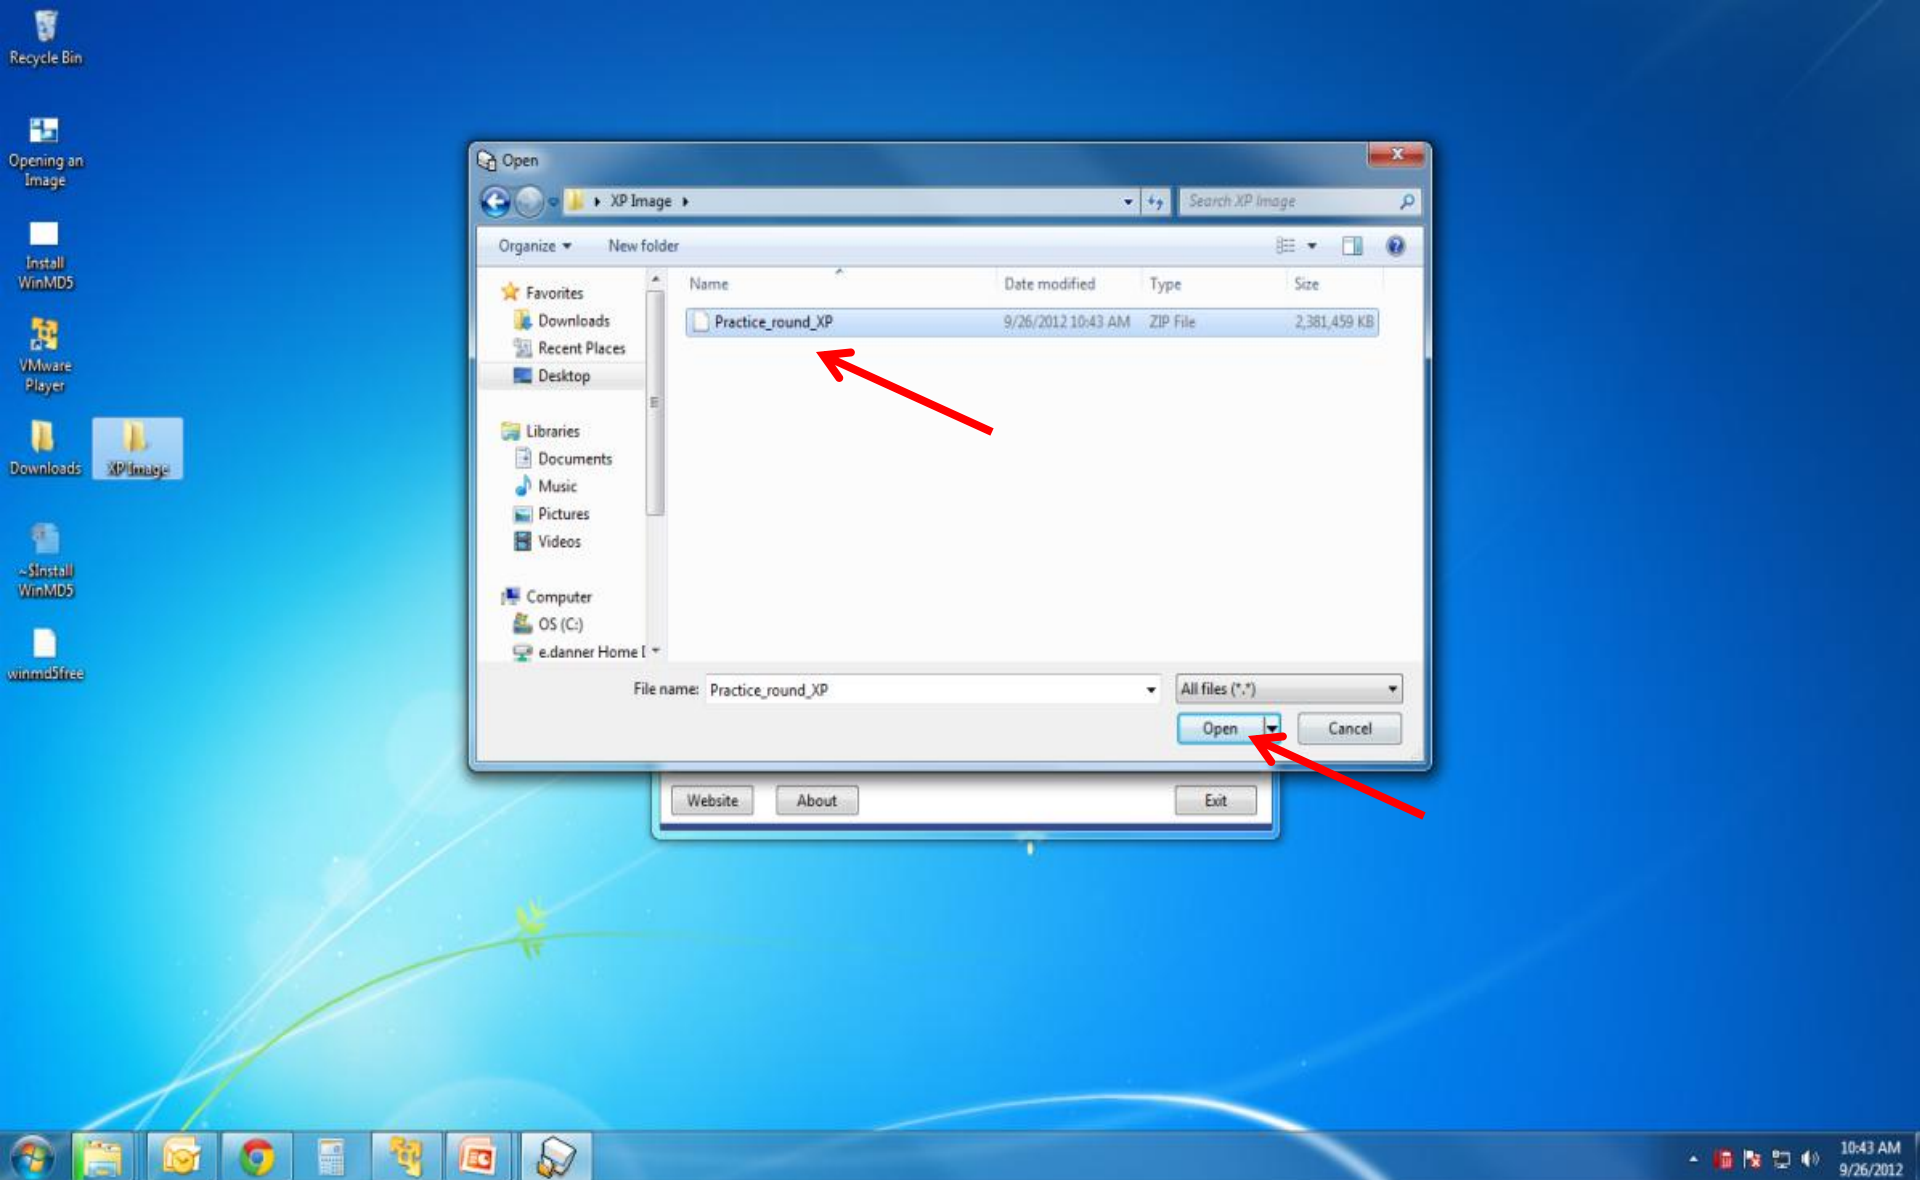 Recycle Bin
Opening an
Image
Install
WinMD5
VMware
Player
Downloads
XP Image
~$Install
WinMD5
winmd5free
Open
XP Image
Search XP Image
Organize
New folder
Name
Date modified
Type
Size
Practice_round_XP
9/26/2012 10:43 AM
ZIP File
2,381,459 KB
Favorites
Downloads
Recent Places
Desktop
Libraries
Documents
Music
Pictures
Videos
Computer
OS (C:)
e.danner Home
File name:
Practice_round_XP
All files (*.*)
Open
Cancel
Website
About
Exit
10:43 AM
9/26/2012